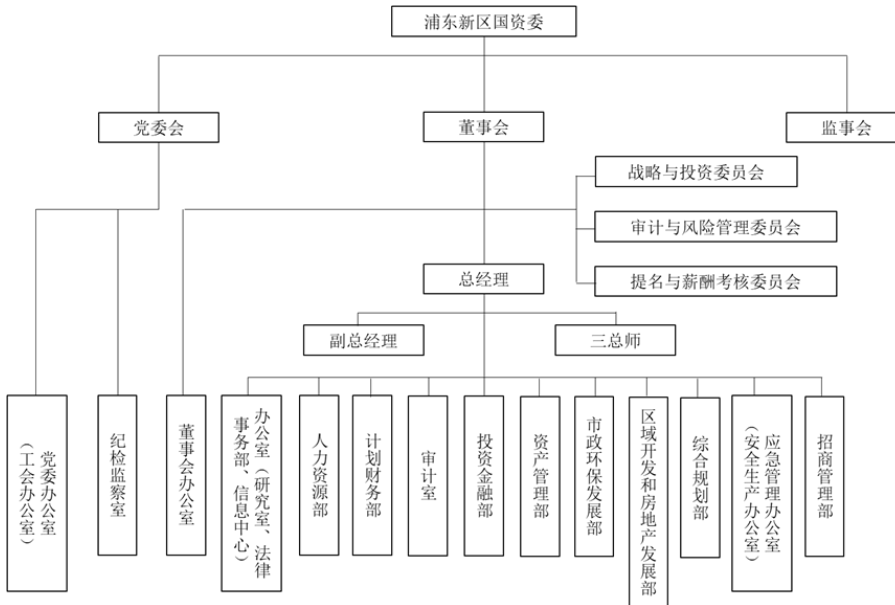 浦东新区国资委
党委会
董事会
监事会
战略与投资委员会
审计与风险管理委员会
提名与薪酬考核委员会
总经理
副总经理
三总师
党委办公室
（工会办公室）
纪检监察室
董事会办公室
办公室（研究室、法律
事务部、信息中心）
人力资源部
计划财务部
审计室
投资金融部
资产管理部
市政环保发展部
区域开发和房地产发展部
综合规划部
应急管理办公室
（安全生产办公室）
招商管理部